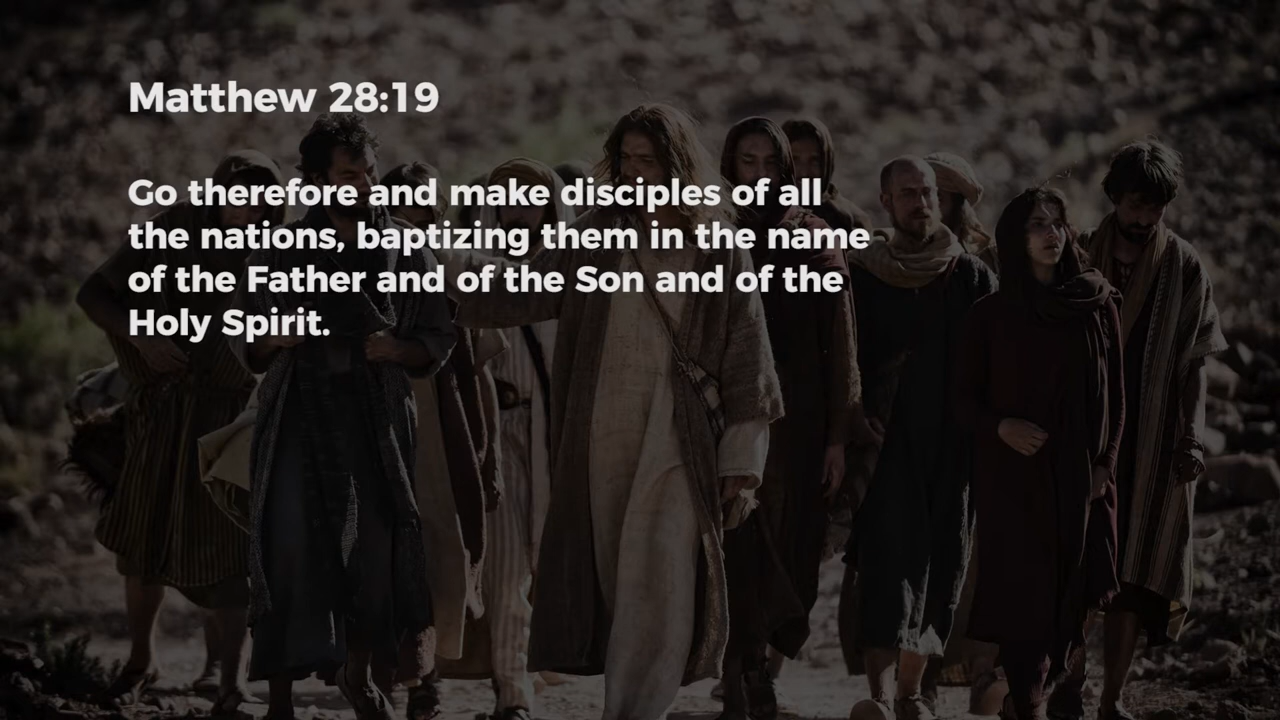 Matthew 28:19
Go therefore and make disciples of all
the nations, baptizing them in the name
of the Father and of the Son and of the
Holy Spirit.